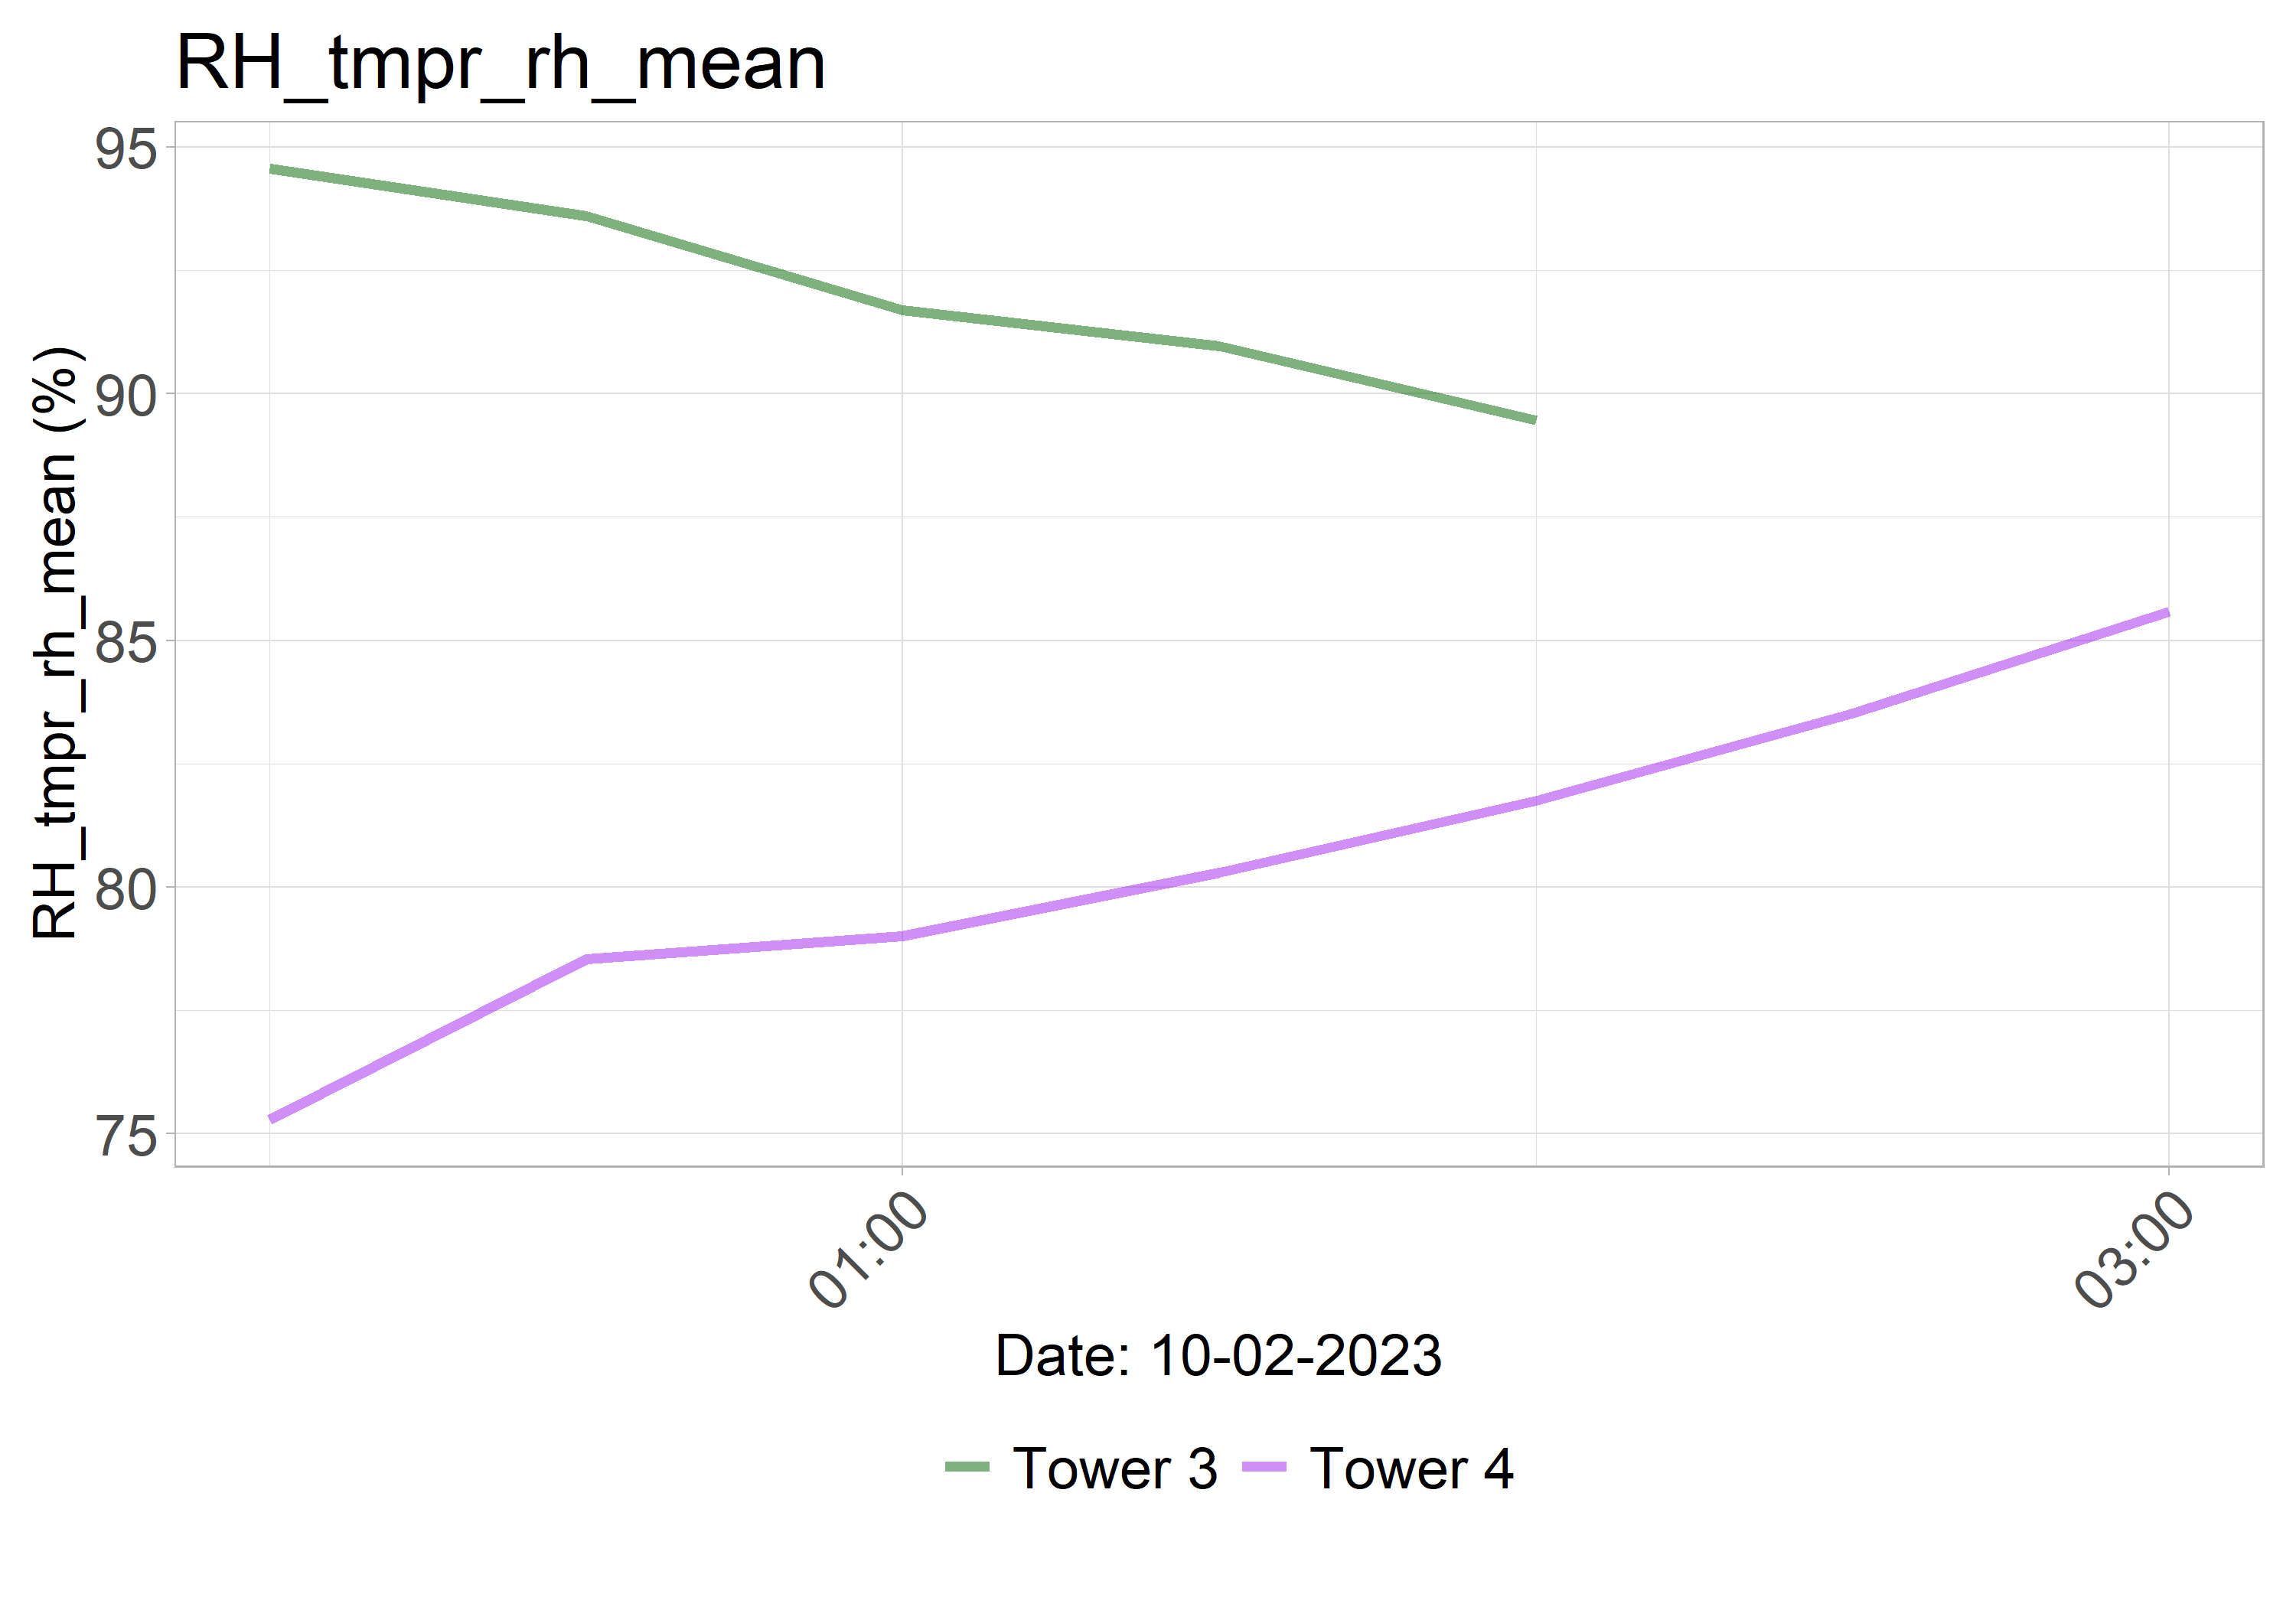 RH_tmpr_rh_mean
RH_tmpr_rh_mean (%)
95
90
85
80
75
01:00
03:00
Date: 10-02-2023
Tower 3
Tower 4